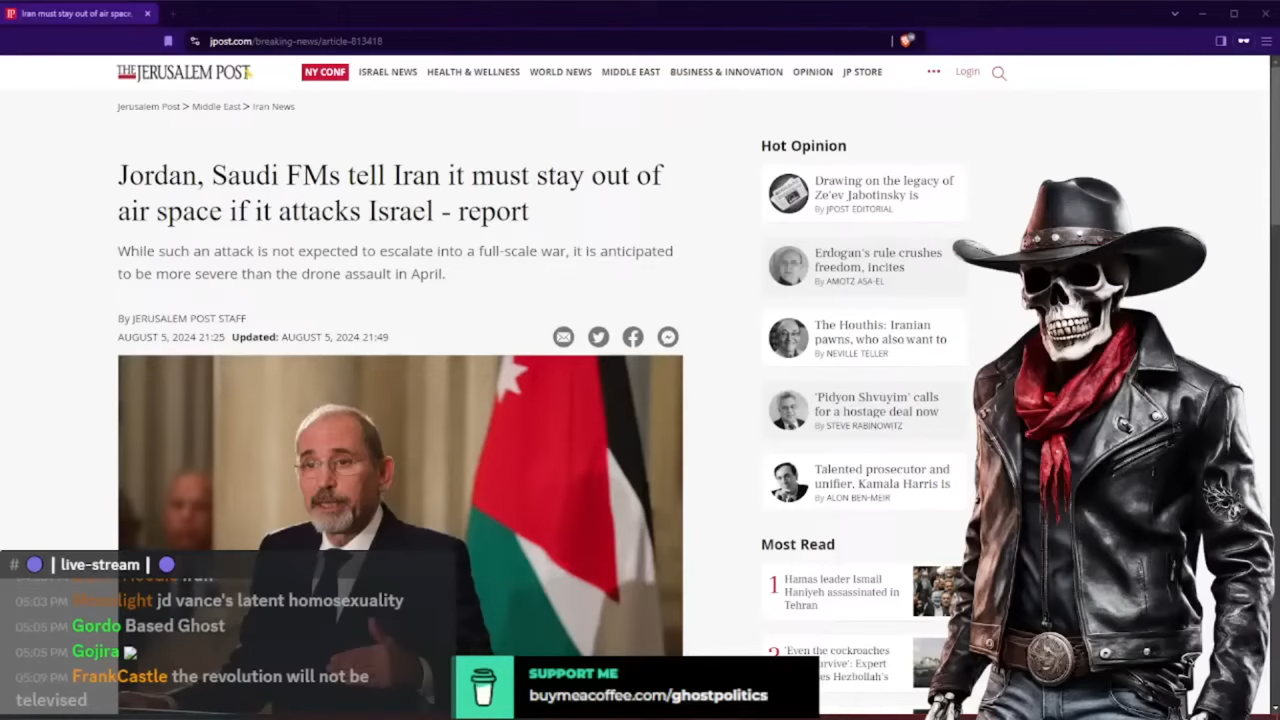 Iran must stay out of air space,
jpost.com/breaking-news/article-813418
THE JERUSALEM POST
NY CONF ISRAEL NEWS HEALTH & WELLNESS WORLD NEWS MIDDLE EAST BUSINESS & INNOVATION OPINION JP STORE ••• Login
Jerusalem Post > Middle East > Iran News
Jordan, Saudi FMs tell Iran it must stay out of
air space if it attacks Israel - report
While such an attack is not expected to escalate into a full-scale war, it is anticipated
to be more severe than the drone assault in April.
By JERUSALEM POST STAFF
AUGUST 5, 2024 21:25 Updated: AUGUST 5, 2024 21:49
Hot Opinion
Drawing on the legacy of
Ze'ev Jabotinsky is
By JPOST EDITORIAL
Erdogan's rule crushes
freedom, incites
By AMOTZ ASA-EL
The Houthis: Iranian
pawns, who also want to
By NEVILLE TELLER
'Pidyon Shvuyim' calls
for a hostage deal now
By STEVE RABINOWITZ
Talented prosecutor and
unifier, Kamala Harris is
By ALON BEN-MEIR
Most Read
1 Hamas leader Ismail
Haniyeh assassinated in
Tehran
'Even the cockroaches
Expert
Hezbollah's
# | live-stream |
05:03 PM jd vance's latent homosexuality
05:05 PM Gordo Based Ghost
05:05 PM Gojira
05:09 PM FrankCastle the revolution will not be
televised
SUPPORT ME
buymeacoffee.com/ghostpolitics